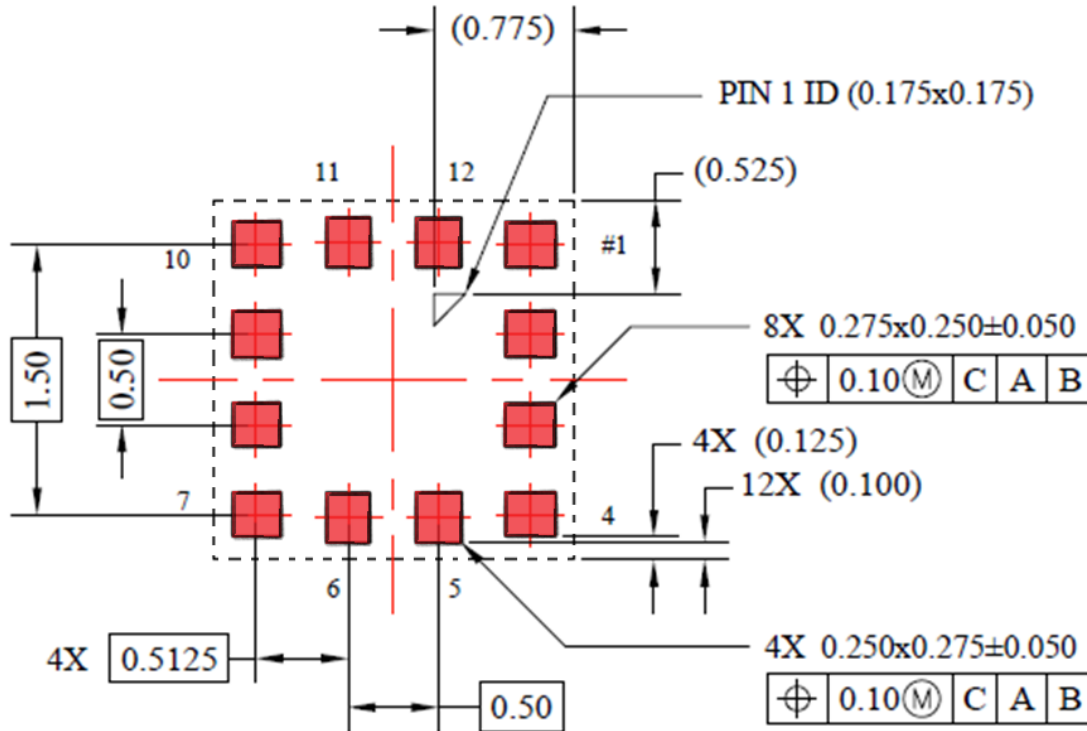 (0.775)
PIN 1 ID (0.175x0.175)
11
12
(0.525)
10
#1
8X 0.275x0.250±0.050
1.50
0.50
⌖ 0.10Ⓜ C A B
4X (0.125)
12X (0.100)
7
4
6
5
4X 0.5125
4X 0.250x0.275±0.050
0.50
⌖ 0.10Ⓜ C A B